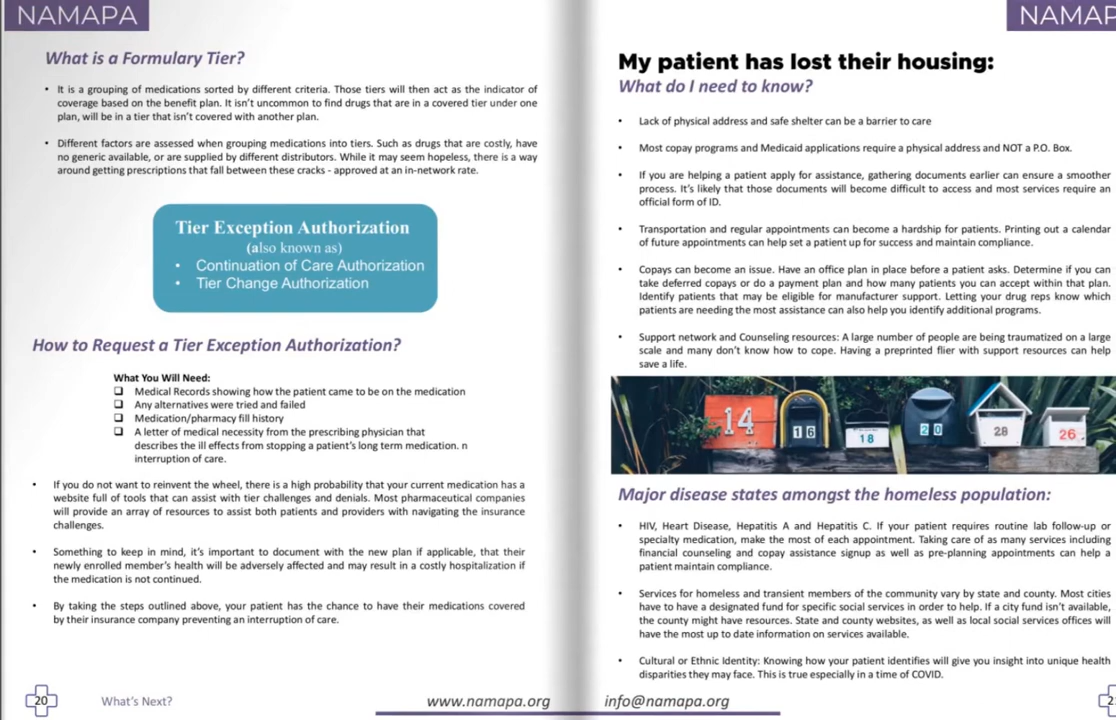 NAMAPA
What is a Formulary Tier?
• It is a grouping of medications sorted by different criteria. Those tiers will then act as the indicator of
coverage based on the benefit plan. It isn't uncommon to find drugs that are in a covered tier under one
plan, will be in a tier that isn't covered with another plan.
• Different factors are assessed when grouping medications into tiers. Such as drugs that are costly, have
no generic available, or are supplied by different distributors. While it may seem hopeless, there is a way
around getting prescriptions that fall between these cracks - approved at an in-network rate.
Tier Exception Authorization
(also known as)
• Continuation of Care Authorization
• Tier Change Authorization
How to Request a Tier Exception Authorization?
What You Will Need:
❑ Medical Records showing how the patient came to be on the medication
❑ Any alternatives were tried and failed
❑ Medication/pharmacy fill history
❑ A letter of medical necessity from the prescribing physician that
describes the ill effects from stopping a patient's long term medication. n
interruption of care.
• If you do not want to reinvent the wheel, there is a high probability that your current medication has a
website full of tools that can assist with tier challenges and denials. Most pharmaceutical companies
will provide an array of resources to assist both patients and providers with navigating the insurance
challenges.
• Something to keep in mind, it's important to document with the new plan if applicable, that their
newly enrolled member's health will be adversely affected and may result in a costly hospitalization if
the medication is not continued.
• By taking the steps outlined above, your patient has the chance to have their medications covered
by their insurance company preventing an interruption of care.
20
What's Next?
www.namapa.org
NAMAP
My patient has lost their housing:
What do I need to know?
• Lack of physical address and safe shelter can be a barrier to care
• Most copay programs and Medicaid applications require a physical address and NOT a P.O. Box.
• If you are helping a patient apply for assistance, gathering documents earlier can ensure a smoother
process. It's likely that those documents will become difficult to access and most services require an
official form of ID.
• Transportation and regular appointments can become a hardship for patients. Printing out a calendar
of future appointments can help set a patient up for success and maintain compliance.
• Copays can become an issue. Have an office plan in place before a patient asks. Determine if you can
take deferred copays or do a payment plan and how many patients you can accept within that plan.
Identify patients that may be eligible for manufacturer support. Letting your drug reps know which
patients are needing the most assistance can also help you identify additional programs.
• Support network and Counseling resources: A large number of people are being traumatized on a large
scale and many don't know how to cope. Having a preprinted flier with support resources can help
save a life.
14
16
18
20
28
26
Major disease states amongst the homeless population:
• HIV, Heart Disease, Hepatitis A and Hepatitis C. If your patient requires routine lab follow-up or
specialty medication, make the most of each appointment. Taking care of as many services including
financial counseling and copay assistance signup as well as pre-planning appointments can help a
patient maintain compliance.
• Services for homeless and transient members of the community vary by state and county. Most cities
have to have a designated fund for specific social services in order to help. If a city fund isn't available,
the county might have resources. State and county websites, as well as local social services offices will
have the most up to date information on services available.
• Cultural or Ethnic Identity: Knowing how your patient identifies will give you insight into unique health
disparities they may face. This is true especially in a time of COVID.
info@namapa.org
2